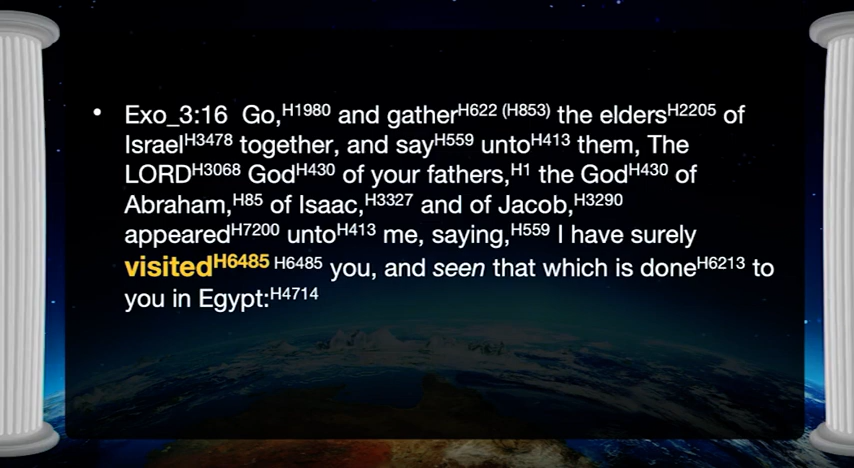 • Exo_3:16 Go,H1980 and gatherH622 (H853) the eldersH2205 of
IsraelH3478 together, and sayH559 untoH413 them, The
LORDH3068 GodH430 of your fathers,H1 the GodH430 of
Abraham,H85 of Isaac,H3327 and of Jacob,H3290
appearedH7200 untoH413 me, saying,H559 I have surely
visitedH6485 H6485 you, and seen that which is doneH6213 to
you in Egypt:H4714